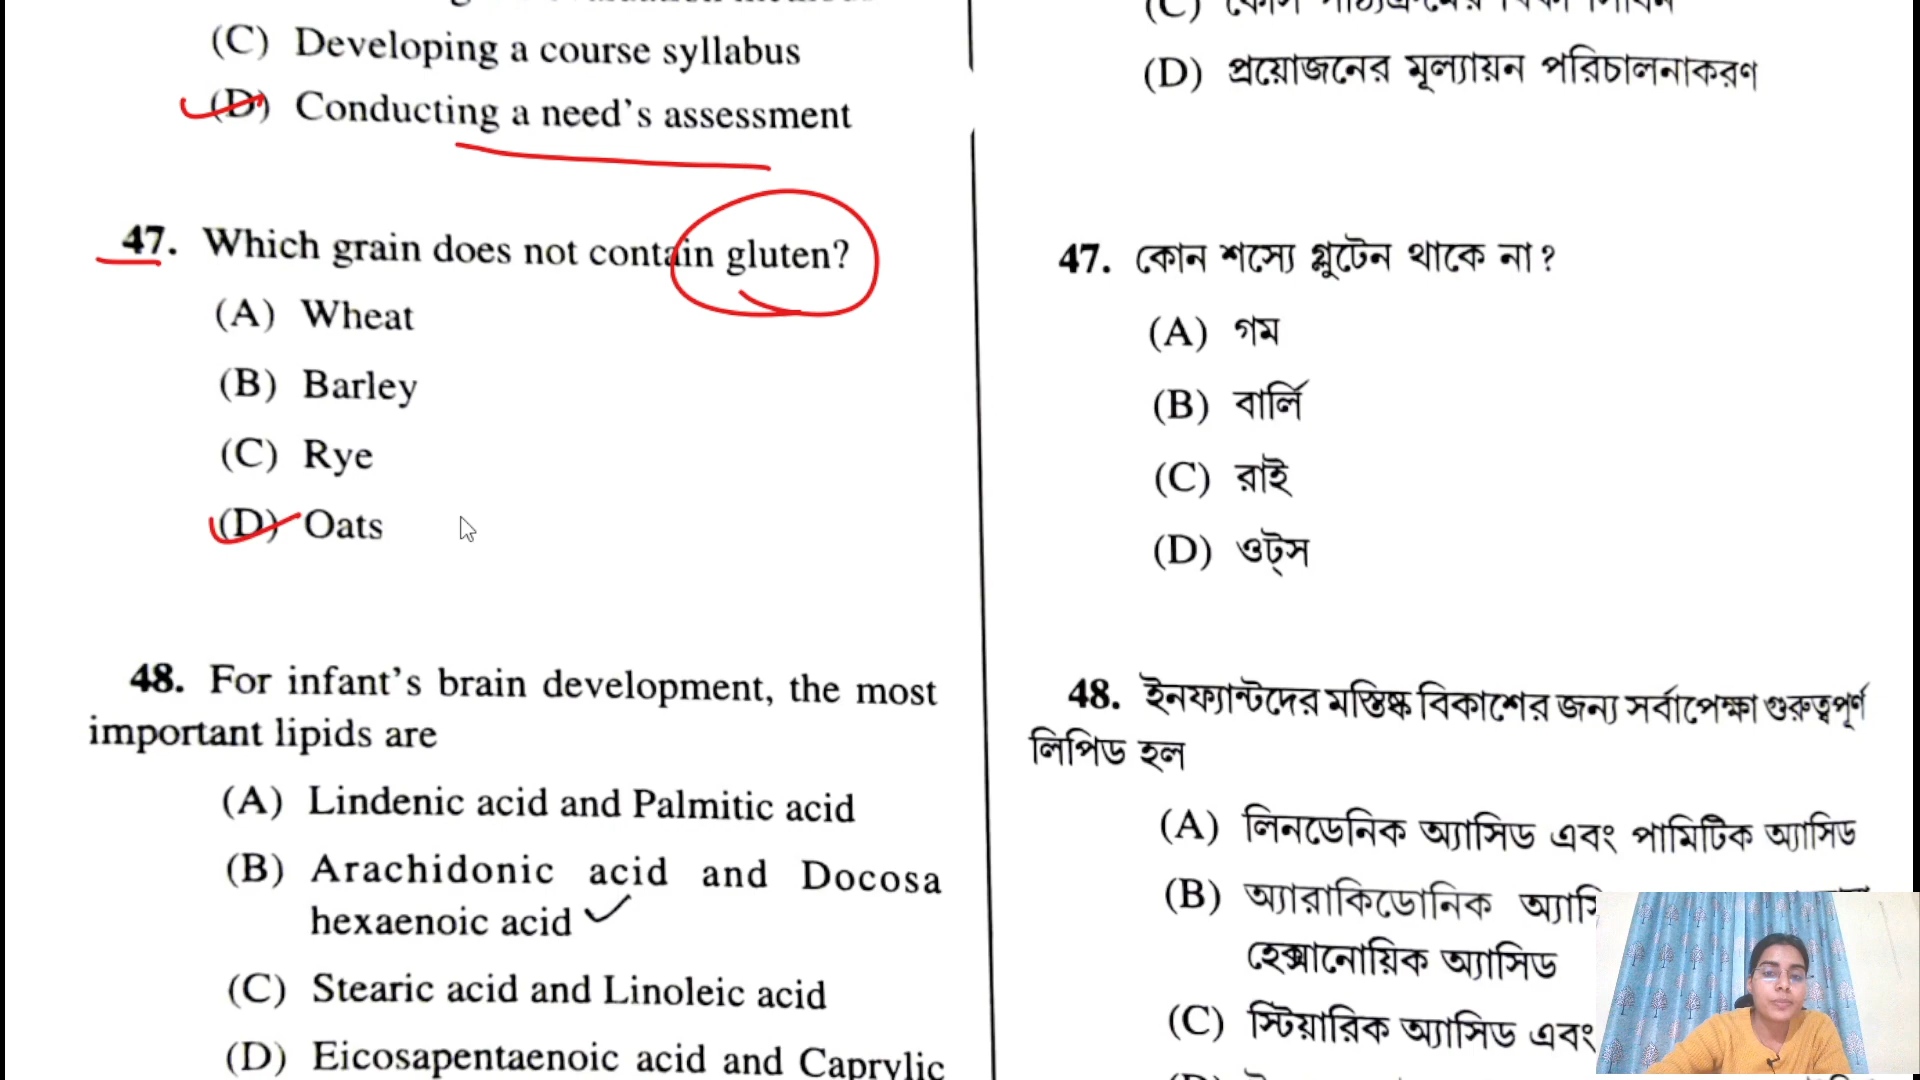 (C) Developing a course syllabus
(D) Conducting a need's assessment
47. Which grain does not contain gluten?
(A) Wheat
(B) Barley
(C) Rye
(D) Oats
48. For infant's brain development, the most
important lipids are
(A) Lindenic acid and Palmitic acid
(B) Arachidonic acid and Docosa
hexaenoic acid
(C) Stearic acid and Linoleic acid
(D) Eicosapentaenoic acid and Caprylic
(D) প্রয়োজনের মূল্যায়ন পরিচালনাকরণ
47. কোন শস্যে গ্লুটেন থাকে না ?
(A) গম
(B) বার্লি
(C) রাই
(D) ওট্‌স
48. ইনফ্যান্টদের মস্তিষ্ক বিকাশের জন্য সর্বাপেক্ষা গুরুত্বপূর্ণ
লিপিড হল
(A) লিনডেনিক অ্যাসিড এবং পামিটিক অ্যাসিড
(B) অ্যারাকিডোনিক
হেক্সানোয়িক অ্যাসিড
(C) স্টিয়ারিক অ্যাসিড এবং